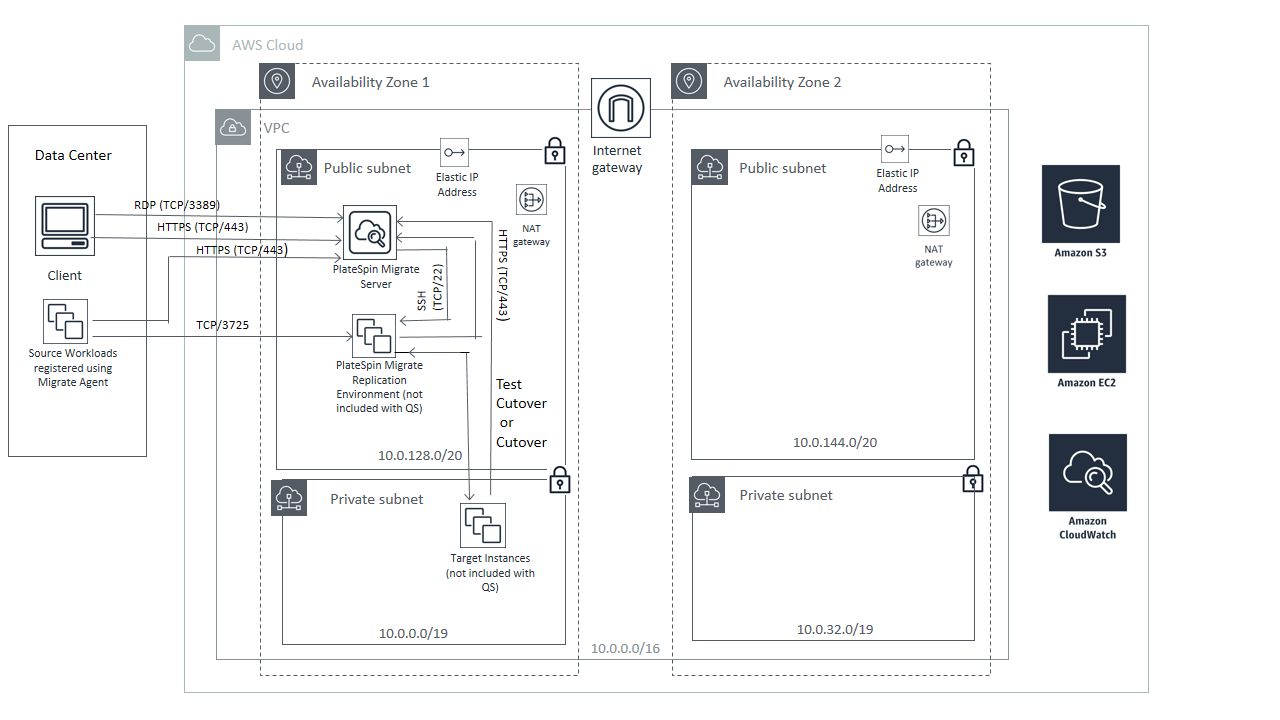 AWS Cloud
Availability Zone 1
Availability Zone 2
VPC
Internet
gateway
Data Center
Public subnet
Elastic IP
Address
NAT
gateway
Public subnet
Elastic IP
Address
NAT
gateway
RDP (TCP/3389)
HTTPS (TCP/443)
HTTPS (TCP/443)
Client
PlateSpin Migrate
Server
SSH
(TCP/22)
HTTPS (TCP/443)
TCP/3725
Source Workloads
registered using
Migrate Agent
PlateSpin Migrate
Replication
Environment (not
included with QS)
Test
Cutover
or
Cutover
10.0.128.0/20
10.0.144.0/20
Private subnet
Target Instances
(not included with
QS)
10.0.0.0/19
Private subnet
10.0.32.0/19
10.0.0.0/16
Amazon S3
Amazon EC2
Amazon
CloudWatch